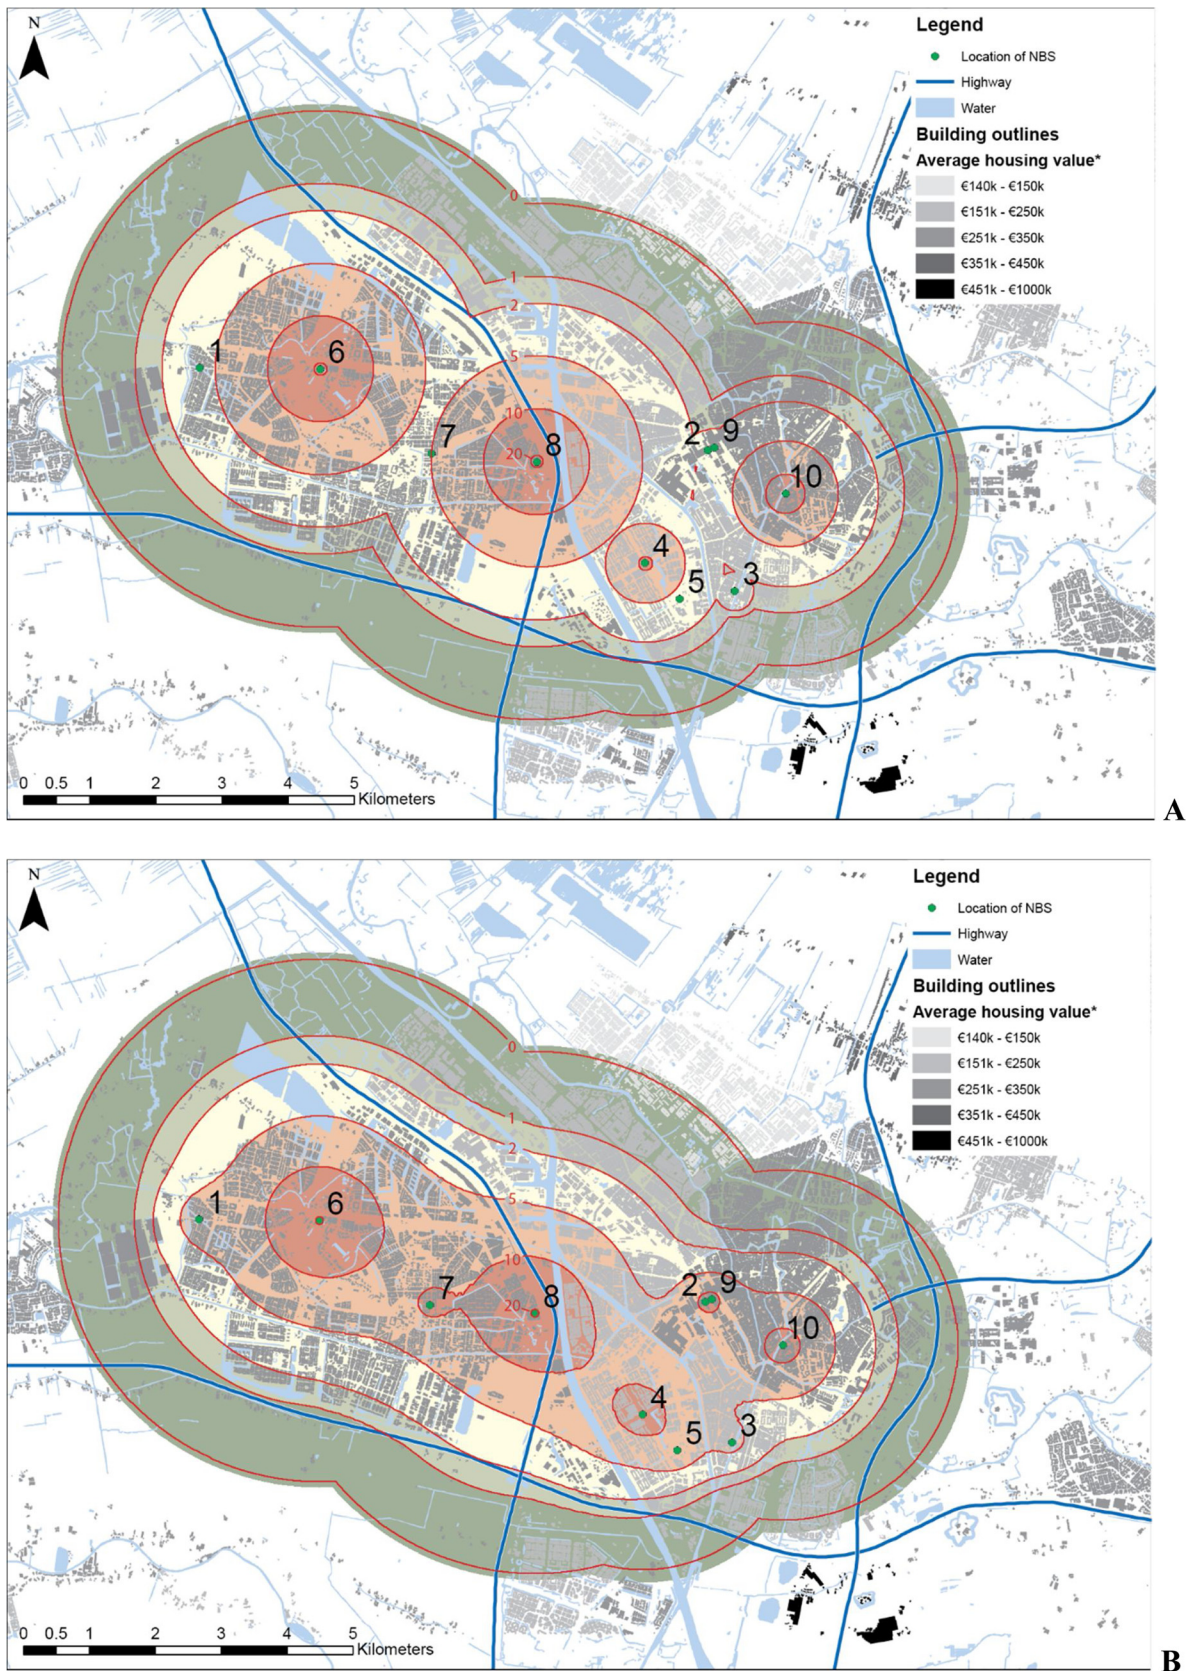 N
Legend
Location of NBS
Highway
Water
Building outlines
Average housing value*
€140k - €150k
€151k - €250k
€251k - €350k
€351k - €450k
€451k - €1000k
0
1
2
5
10
20
1
6
7
8
2
9
10
4
5
3
0 0.5 1 2 3 4 5
Kilometers
A
N
Legend
Location of NBS
Highway
Water
Building outlines
Average housing value*
€140k - €150k
€151k - €250k
€251k - €350k
€351k - €450k
€451k - €1000k
0
1
2
5
10
20
1
6
7
8
2
9
10
4
5
3
0 0.5 1 2 3 4 5
Kilometers
B